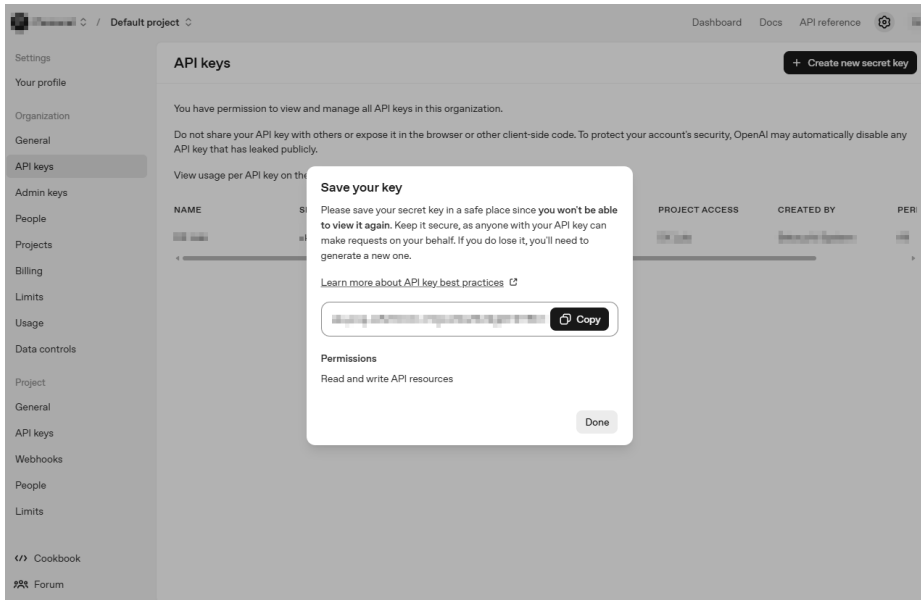 / Default project
Dashboard Docs API reference
Settings
Your profile
Organization
General
API keys
Admin keys
People
Projects
Billing
Limits
Usage
Data controls
Project
General
API keys
Webhooks
People
Limits
Cookbook
Forum
API keys
+ Create new secret key
You have permission to view and manage all API keys in this organization.
Do not share your API key with others or expose it in the browser or other client-side code. To protect your account's security, OpenAI may automatically disable any
API key that has leaked publicly.
View usage per API key on the
NAME PROJECT ACCESS CREATED BY
Save your key
Please save your secret key in a safe place since you won't be able
to view it again. Keep it secure, as anyone with your API key can
make requests on your behalf. If you do lose it, you'll need to
generate a new one.
Learn more about API key best practices
Copy
Permissions
Read and write API resources
Done